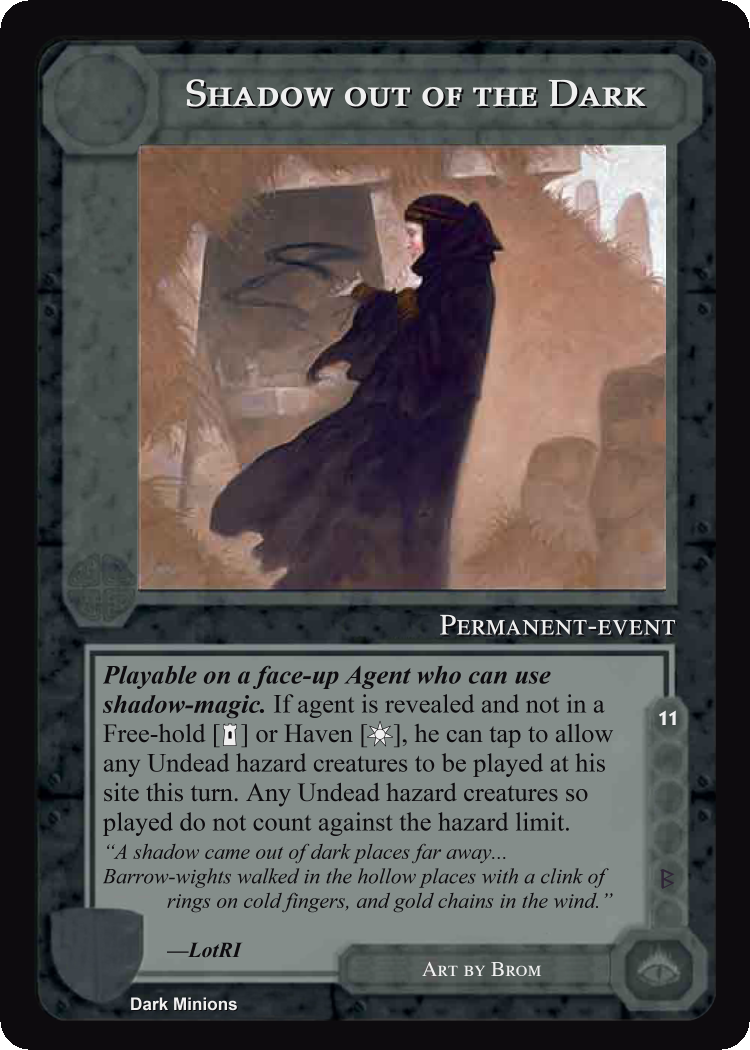 SHADOW OUT OF THE DARK
PERMANENT-EVENT
Playable on a face-up Agent who can use
shadow-magic. If agent is revealed and not in a
Free-hold [ ] or Haven [ ], he can tap to allow
any Undead hazard creatures to be played at his
site this turn. Any Undead hazard creatures so
played do not count against the hazard limit.
“A shadow came out of dark places far away...
Barrow-wights walked in the hollow places with a clink of
rings on cold fingers, and gold chains in the wind.”
—LotRI
11
ᛒ
ART BY BROM
Dark Minions